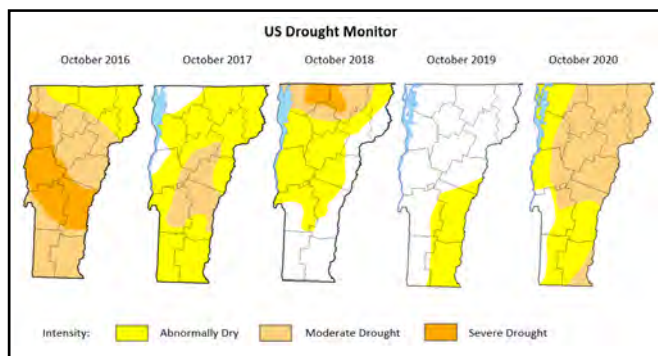 US Drought Monitor
October 2016 October 2017 October 2018 October 2019 October 2020
Intensity: Abnormally Dry Moderate Drought Severe Drought